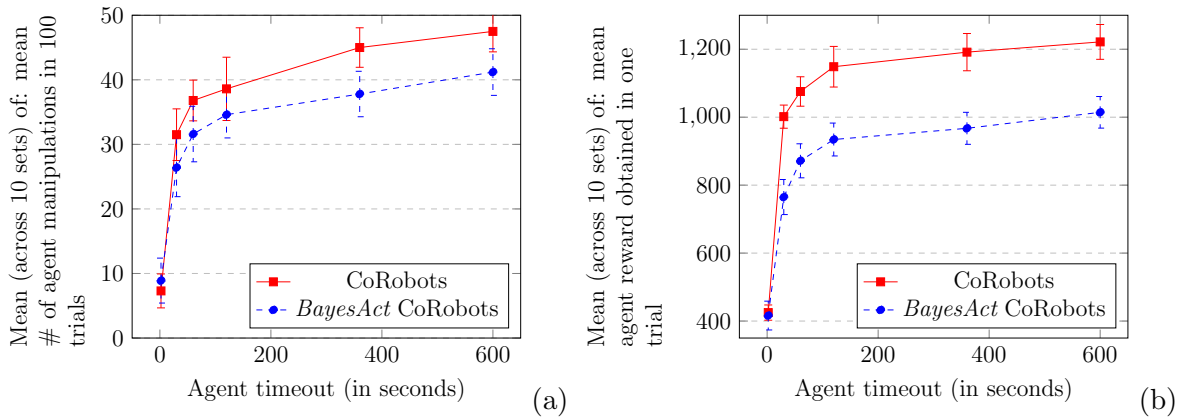 Mean (across 10 sets) of: mean
# of agent manipulations in 100
trials
50
40
30
20
10
0
0
200
400
600
Agent timeout (in seconds)
CoRobots
BayesAct CoRobots
(a)
Mean (across 10 sets) of: mean
agent reward obtained in one
trial
1,200
1,000
800
600
400
0
200
400
600
Agent timeout (in seconds)
CoRobots
BayesAct CoRobots
(b)